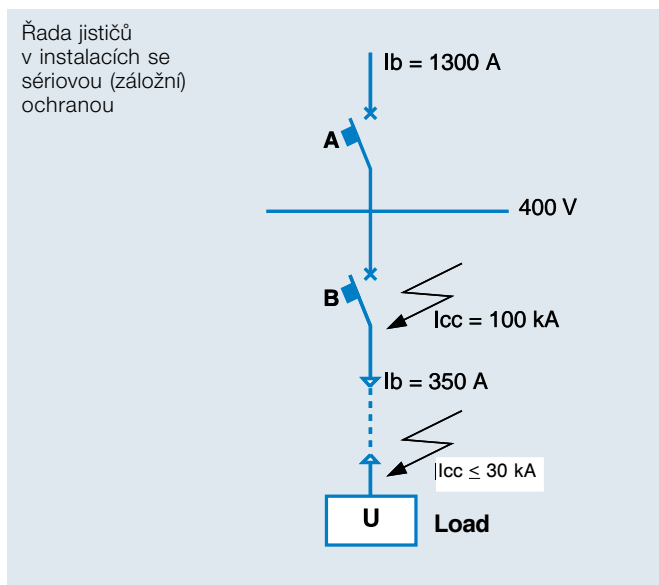 Řada jističů
v instalacích se
sériovou (záložní)
ochranou
Ib = 1300 A
A
400 V
B
Icc = 100 kA
Ib = 350 A
Icc ≤ 30 kA
U
Load